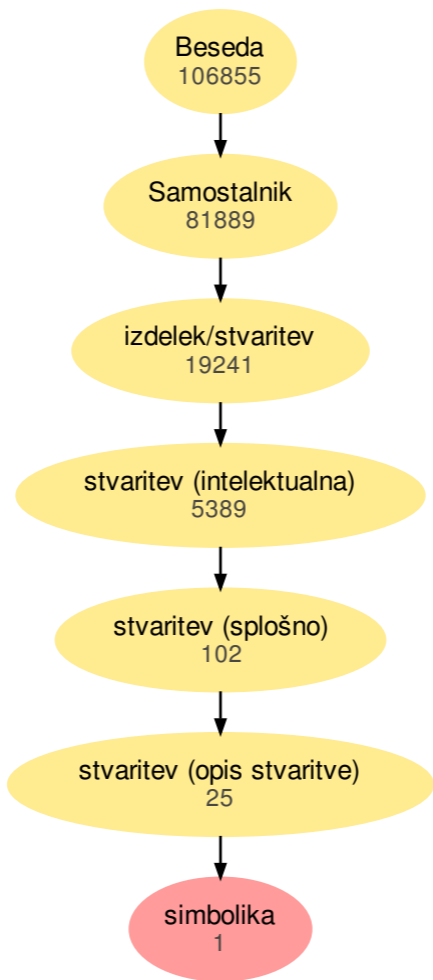 Beseda
106855
Samostalnik
81889
izdelek/stvaritev
19241
stvaritev (intelektualna)
5389
stvaritev (splošno)
102
stvaritev (opis stvaritve)
25
simbolika
1